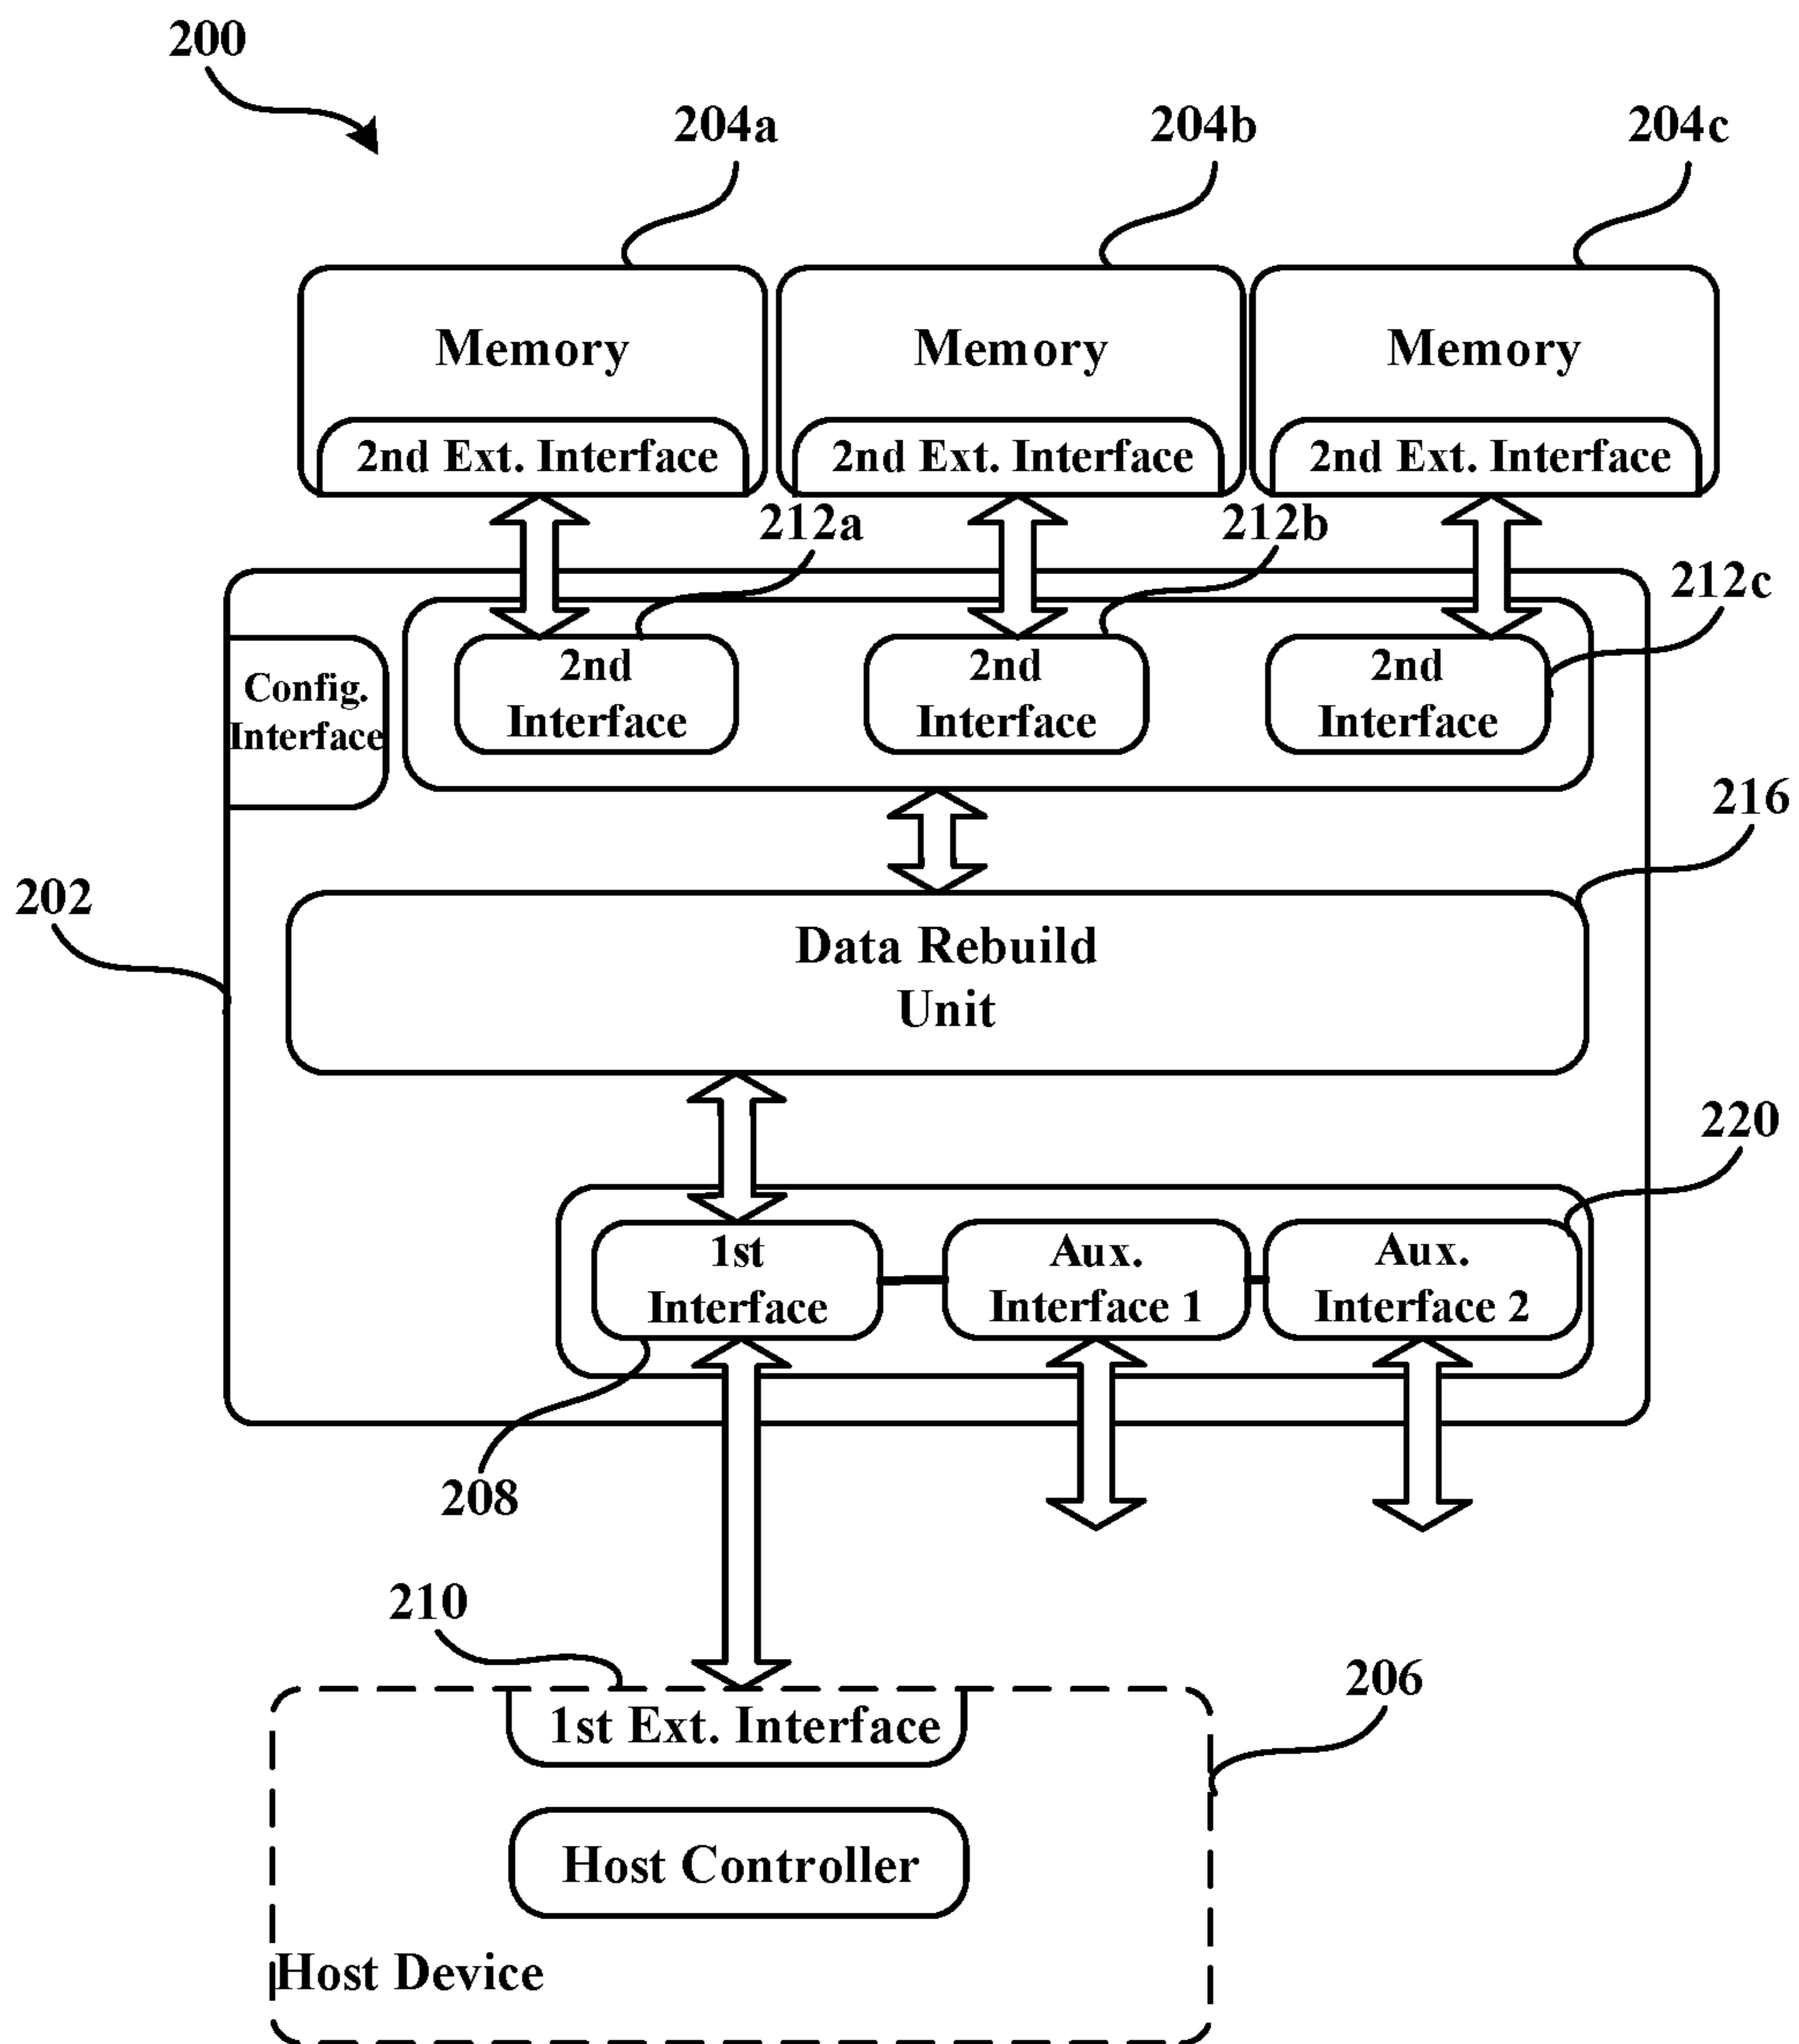 200
204a
204b
204c
Memory
Memory
Memory
2nd Ext. Interface
2nd Ext. Interface
2nd Ext. Interface
212a
212b
212c
Config.
Interface
2nd
Interface
2nd
Interface
2nd
Interface
216
202
Data Rebuild
Unit
220
1st
Interface
Aux.
Interface 1
Aux.
Interface 2
208
210
206
1st Ext. Interface
Host Controller
Host Device